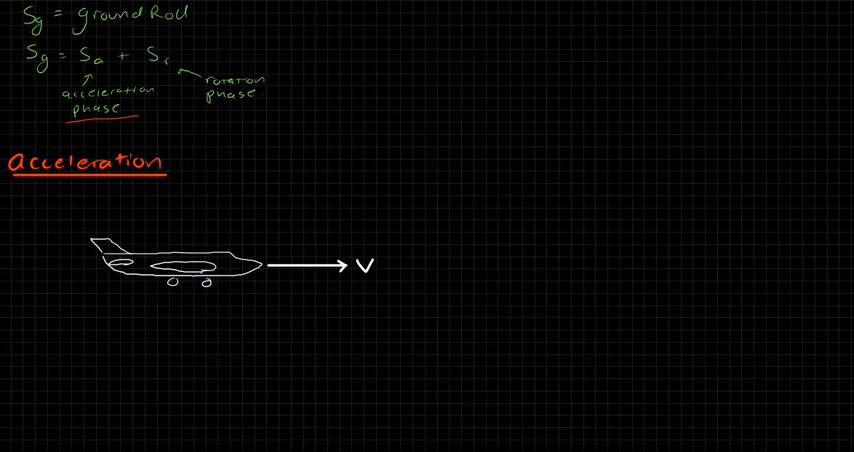 Sg = ground Roll
Sg = Sa + Sr
acceleration phase
rotation phase
acceleration
V